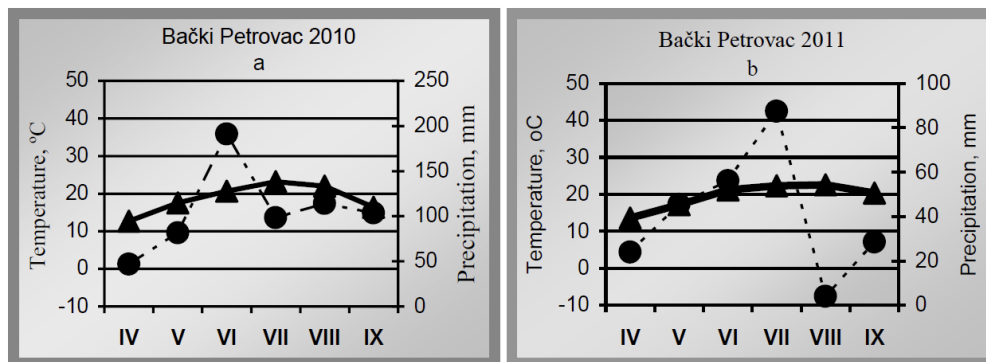 Bački Petrovac 2010
a
Temperature, ºC
50
40
30
20
10
0
-10
250
200
150
100
50
0
Precipitation, mm
IV V VI VII VIII IX
Bački Petrovac 2011
b
Temperature, oC
50
40
30
20
10
0
-10
100
80
60
40
20
0
Precipitation, mm
IV V VI VII VIII IX